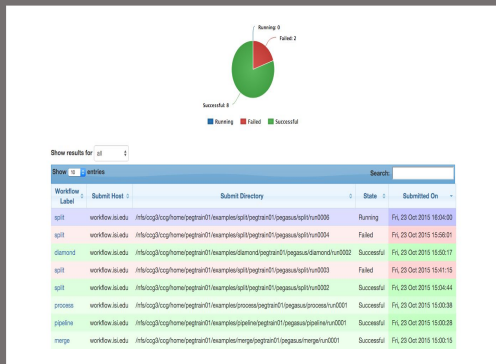 Running: 0
Failed: 2
Successful: 8
Running Failed Successful
Show results for all
Show 10 entries Search:
Workflow Label Submit Host Submit Directory State Submitted On
split workflow.isi.edu /nfs/ccg3/ccg/home/pegtrain01/examples/split/pegtrain01/pegasus/split/run0006 Running Fri, 23 Oct 2015 16:04:00
split workflow.isi.edu /nfs/ccg3/ccg/home/pegtrain01/examples/split/pegtrain01/pegasus/split/run0004 Failed Fri, 23 Oct 2015 15:56:01
diamond workflow.isi.edu /nfs/ccg3/ccg/home/pegtrain01/examples/diamond/pegtrain01/pegasus/diamond/run0002 Successful Fri, 23 Oct 2015 15:50:17
split workflow.isi.edu /nfs/ccg3/ccg/home/pegtrain01/examples/split/pegtrain01/pegasus/split/run0003 Failed Fri, 23 Oct 2015 15:41:15
split workflow.isi.edu /nfs/ccg3/ccg/home/pegtrain01/examples/split/pegtrain01/pegasus/split/run0002 Successful Fri, 23 Oct 2015 15:04:44
process workflow.isi.edu /nfs/ccg3/ccg/home/pegtrain01/examples/process/pegtrain01/pegasus/process/run0001 Successful Fri, 23 Oct 2015 15:00:38
pipeline workflow.isi.edu /nfs/ccg3/ccg/home/pegtrain01/examples/pipeline/pegtrain01/pegasus/pipeline/run0001 Successful Fri, 23 Oct 2015 15:00:28
merge workflow.isi.edu /nfs/ccg3/ccg/home/pegtrain01/examples/merge/pegtrain01/pegasus/merge/run0001 Successful Fri, 23 Oct 2015 15:00:15